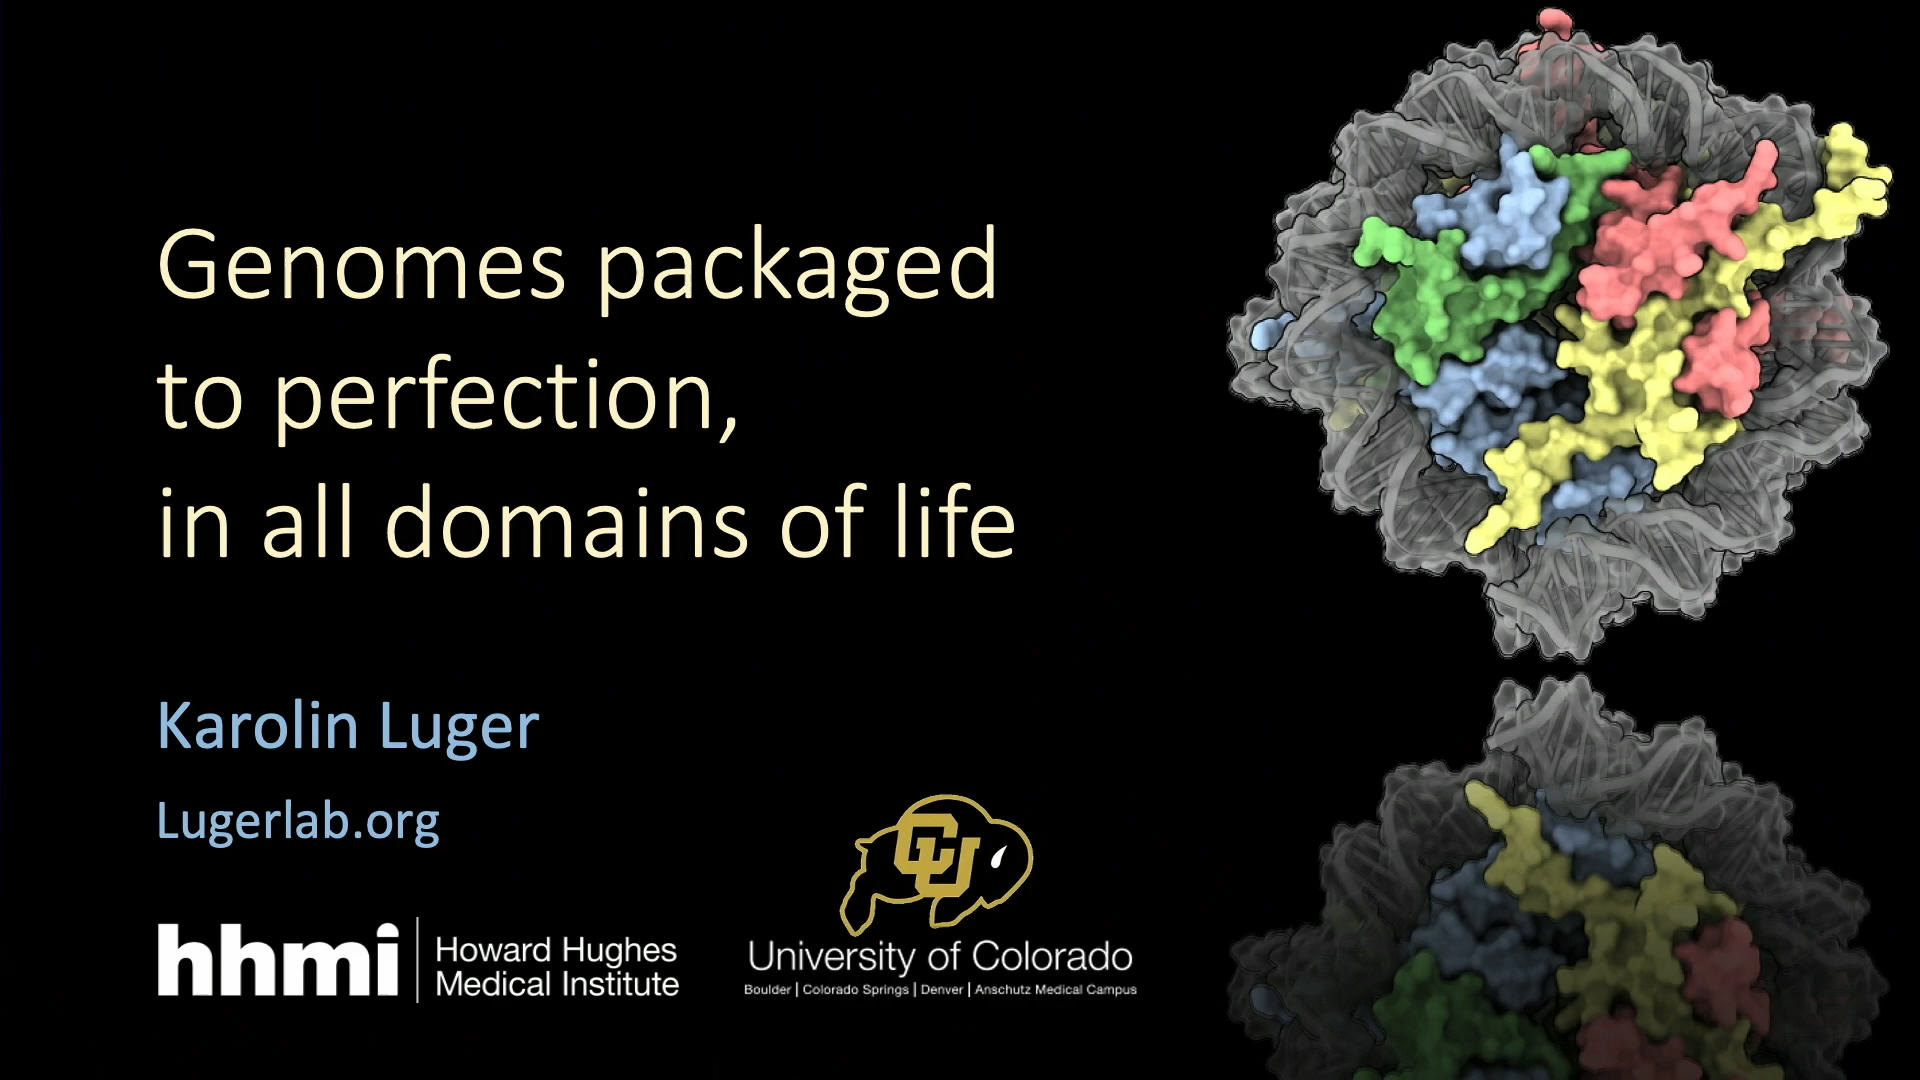 Genomes packaged
to perfection,
in all domains of life
Karolin Luger
Lugerlab.org
hhmi
Howard Hughes
Medical Institute
CU
University of Colorado
Boulder | Colorado Springs | Denver | Anschutz Medical Campus